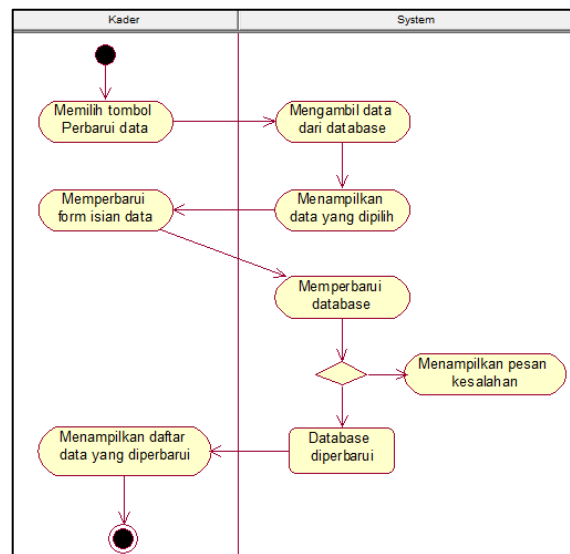 Kader
System
Memilih tombol
Perbarui data
Mengambil data
dari database
Memperbarui
form isian data
Menampilkan
data yang dipilih
Memperbarui
database
Menampilkan pesan
kesalahan
Menampilkan daftar
data yang diperbarui
Database
diperbarui